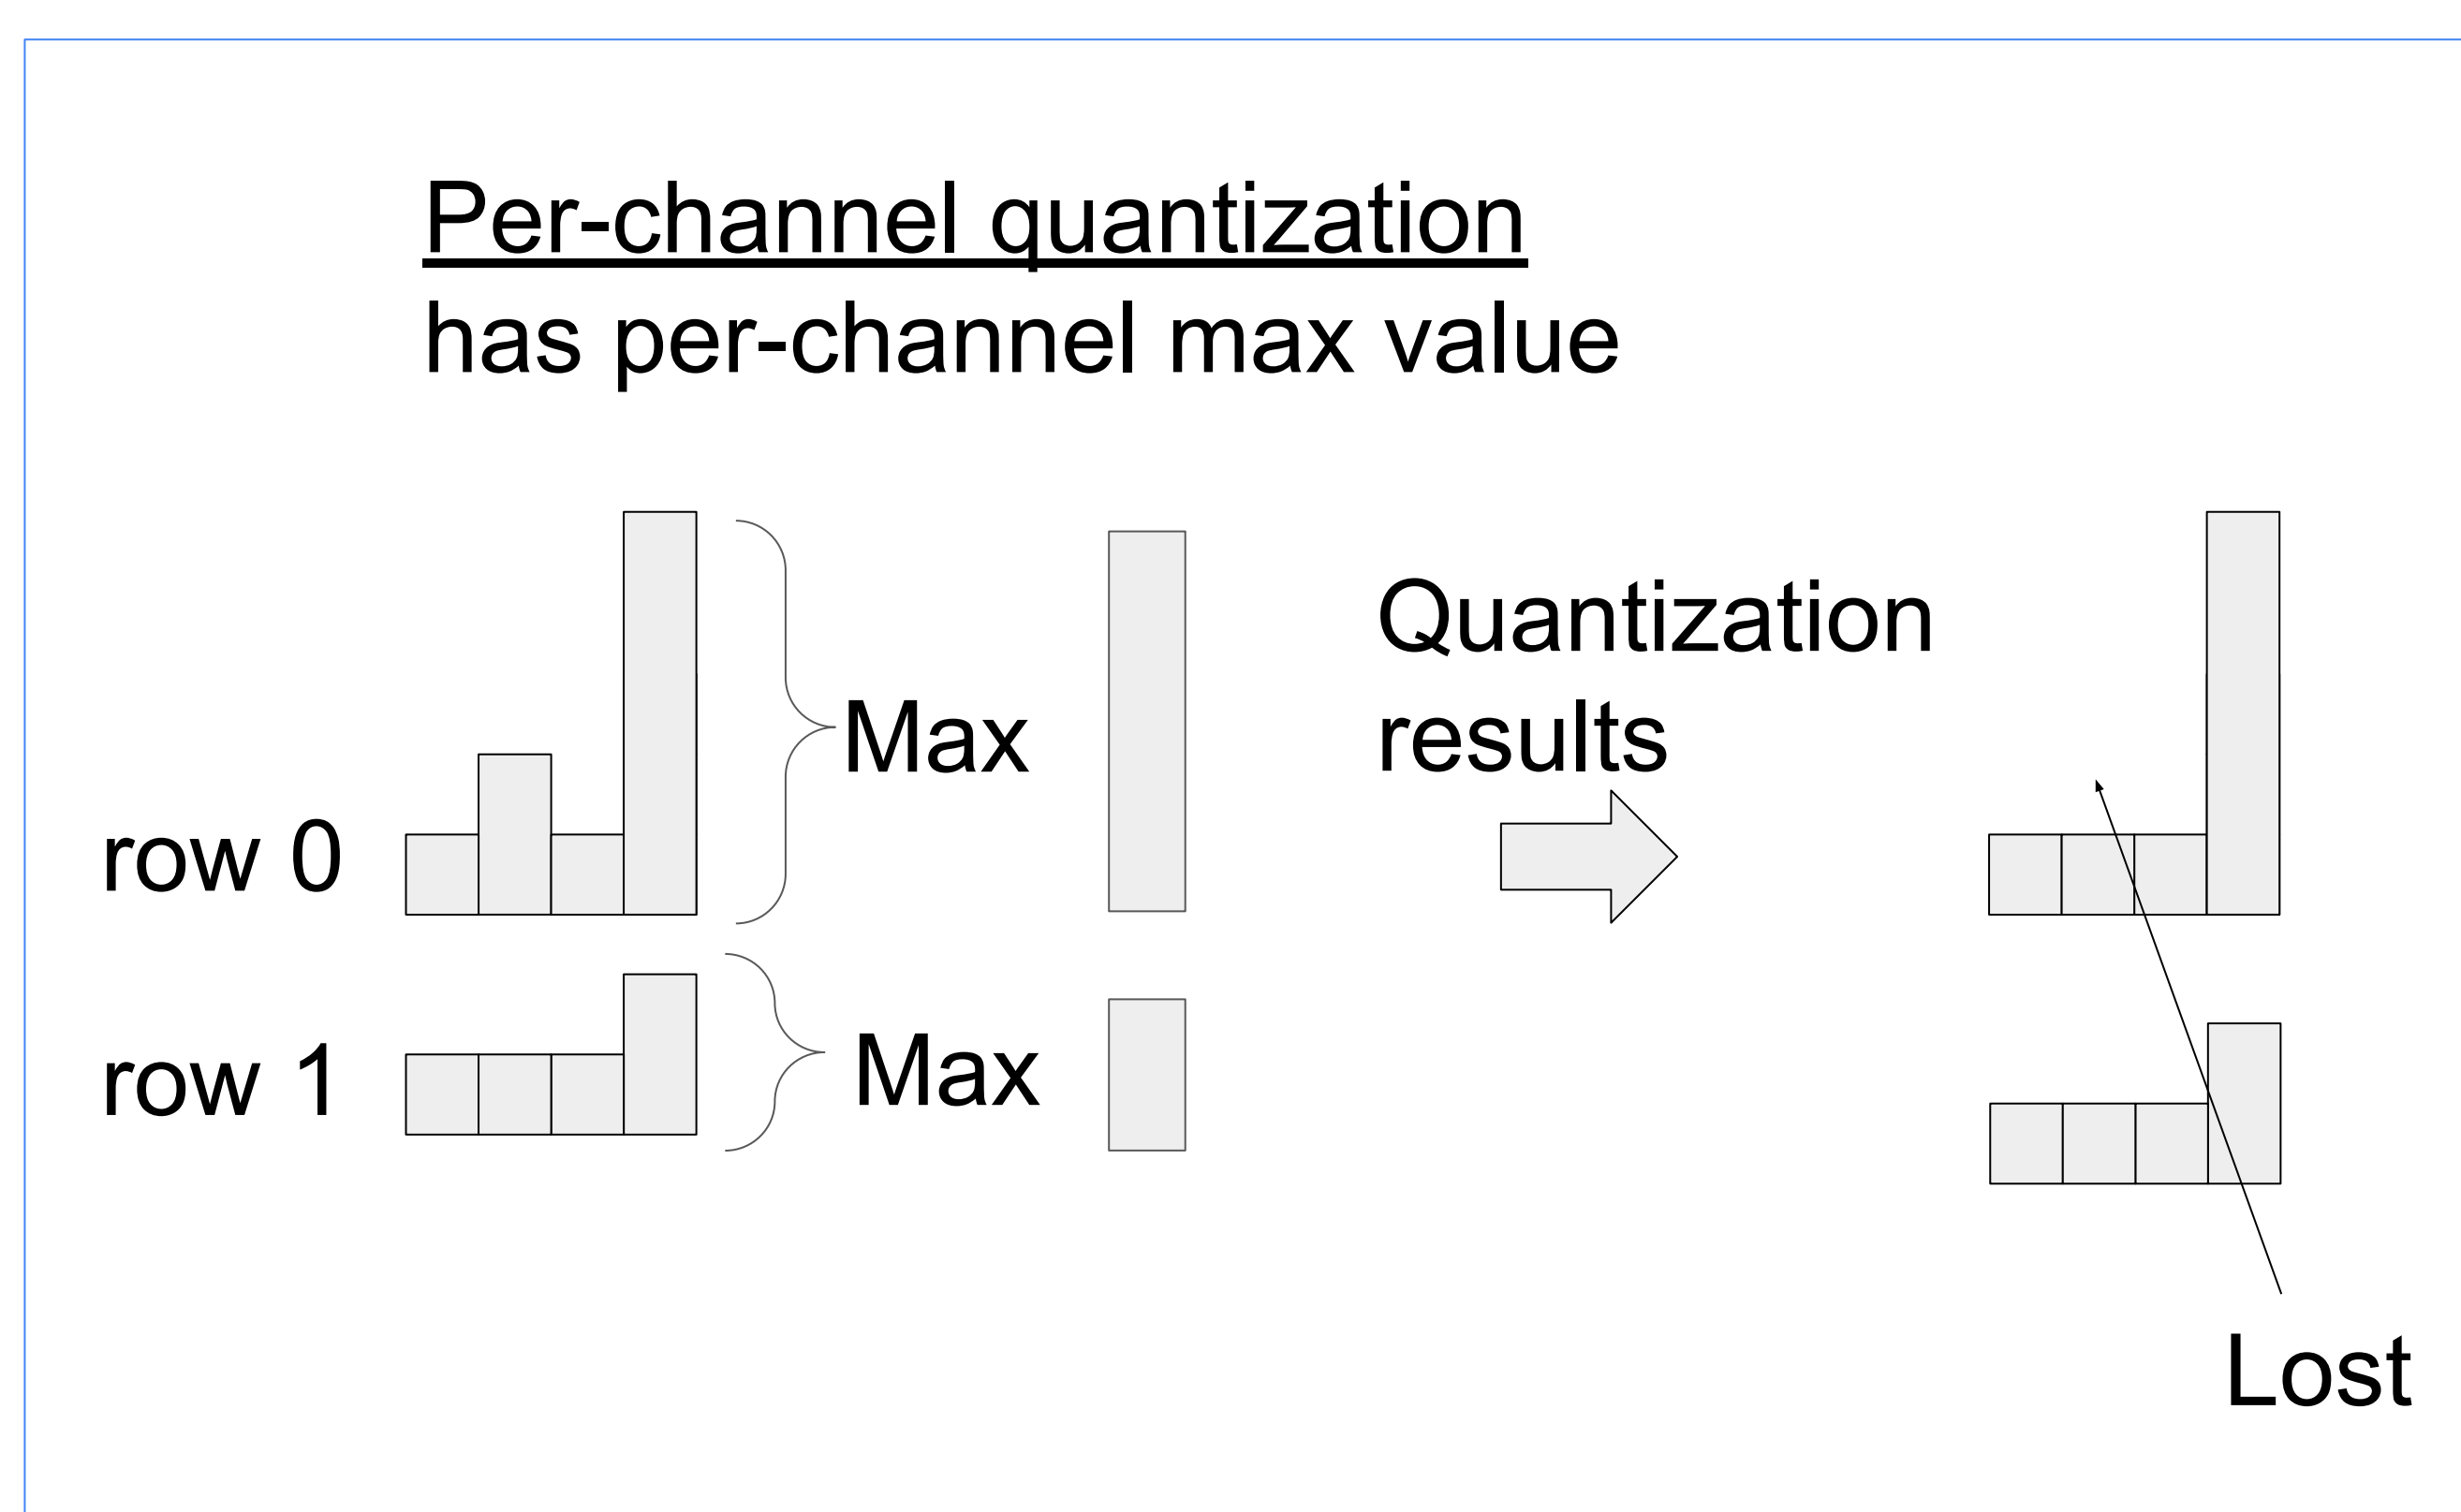 Per-channel quantization
has per-channel max value
Quantization
results
Max
row 0
row 1
Max
Lost